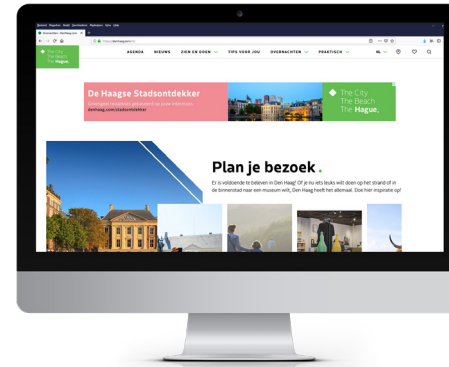 The City
The Beach
The Hague.
AGENDA NIEUWS ZIEN EN DOEN TIPS VOOR JOU OVERNACHTEN PRAKTISCH NL
De Haagse Stadsontdekker
denhaag.com/stadsontdekker
The City
The Beach
The Hague.
Plan je bezoek.
Er is voldoende te beleven in Den Haag! Of je nu iets leuks wilt doen op het strand of in
de binnenstad naar een museum wilt, Den Haag heeft het allemaal. Doe hier inspiratie op!